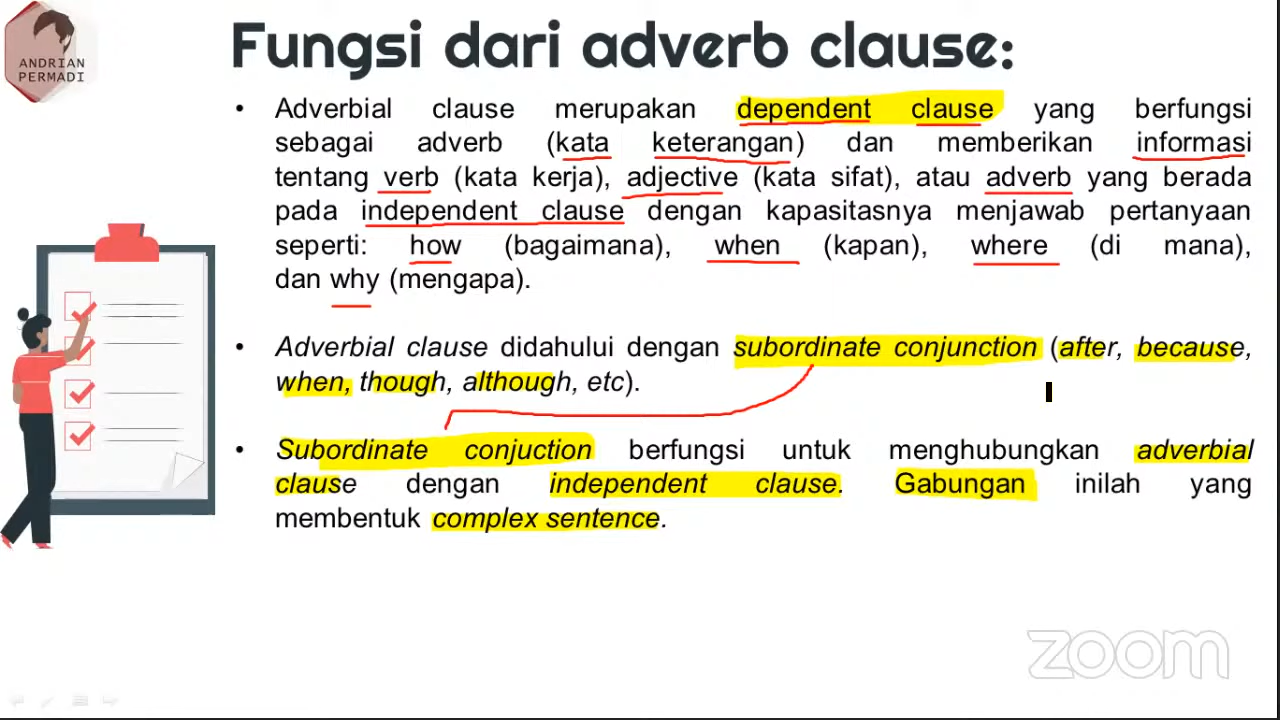 ANDRIAN
PERMADI
Fungsi dari adverb clause:
• Adverbial clause merupakan dependent clause yang berfungsi
sebagai adverb (kata keterangan) dan memberikan informasi
tentang verb (kata kerja), adjective (kata sifat), atau adverb yang berada
pada independent clause dengan kapasitasnya menjawab pertanyaan
seperti: how (bagaimana), when (kapan), where (di mana),
dan why (mengapa).
• Adverbial clause didahului dengan subordinate conjunction (after, because,
when, though, although, etc).
• Subordinate conjuction berfungsi untuk menghubungkan adverbial
clause dengan independent clause. Gabungan inilah yang
membentuk complex sentence.
zoom